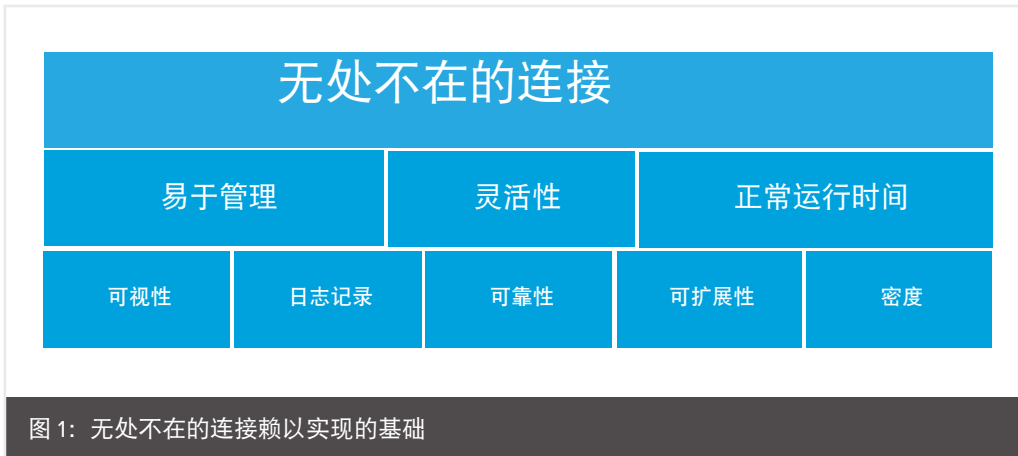 无处不在的连接
易于管理 灵活性 正常运行时间
可视性 日志记录 可靠性 可扩展性 密度
图 1：无处不在的连接赖以实现的基础